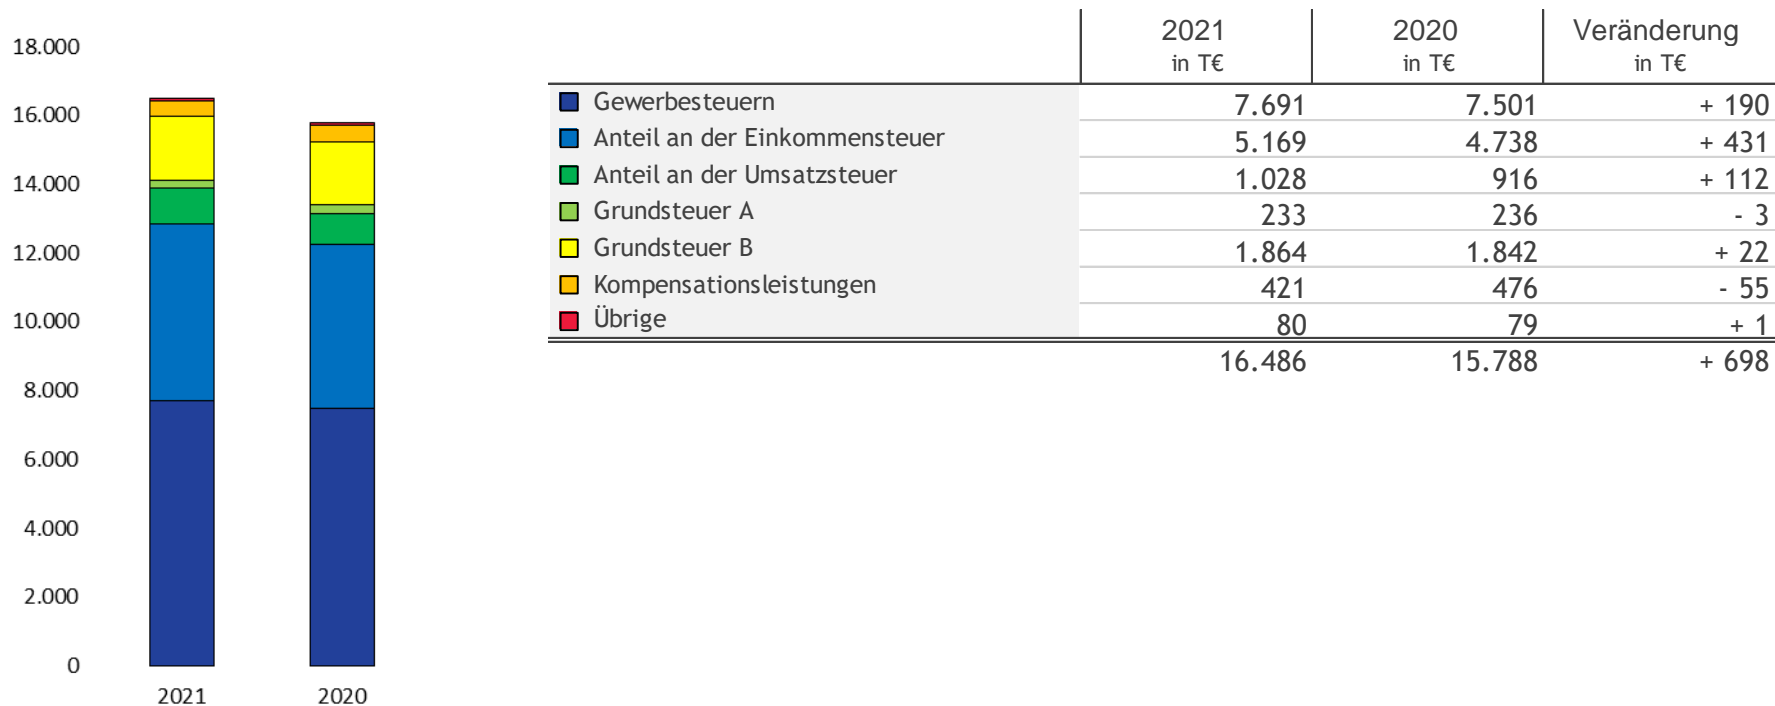 18.000
16.000
14.000
12.000
10.000
8.000
6.000
4.000
2.000
0
2021 2020
2021 2020 Veränderung
in T€ in T€ in T€
Gewerbesteuern 7.691 7.501 + 190
Anteil an der Einkommensteuer 5.169 4.738 + 431
Anteil an der Umsatzsteuer 1.028 916 + 112
Grundsteuer A 233 236 - 3
Grundsteuer B 1.864 1.842 + 22
Kompensationsleistungen 421 476 - 55
Übrige 80 79 + 1
16.486 15.788 + 698